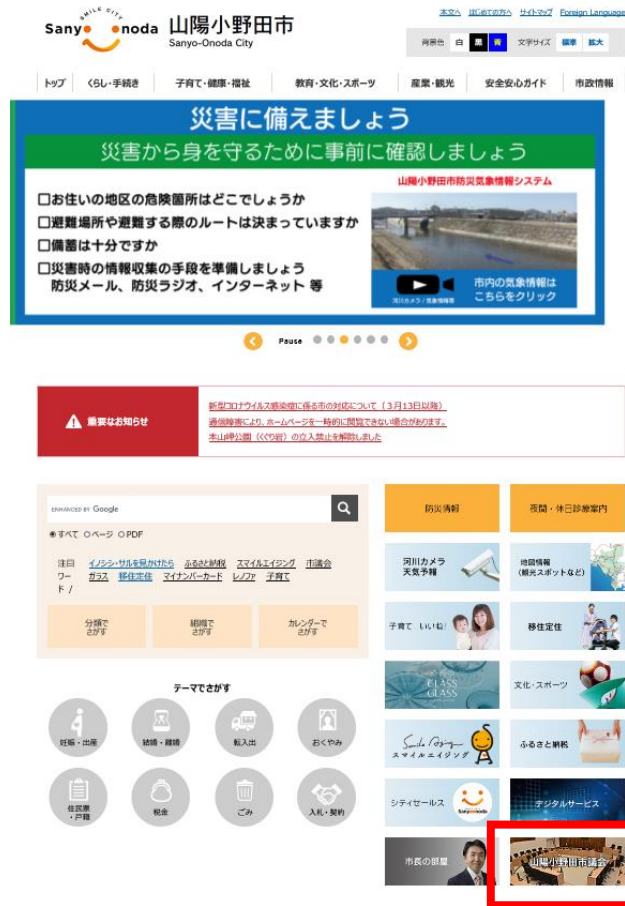 SMILE CITY
Sanyo onoda 山陽小野田市
Sanyo-Onoda City
本文へ はじめての方へ サイトマップ Foreign Language
背景色 白 黒 青 文字サイズ 標準 拡大
トップ くらし・手続き 子育て・健康・福祉 教育・文化・スポーツ 産業・観光 安全安心ガイド 市政情報
災害に備えましょう
災害から身を守るために事前に確認しましょう
山陽小野田市防災気象情報システム
□お住いの地区の危険箇所はどこでしょうか
□避難場所や避難する際のルートは決まっていますか
□備蓄は十分ですか
□災害時の情報収集の手段を準備しましょう
防災メール、防災ラジオ、インターネット 等
河川カメラ/気象情報等
市内の気象情報は
こちらをクリック
Pause
重要なお知らせ
新型コロナウイルス感染症に係る市の対応について（3月13日以降）
通信障害により、ホームページを一時的に閲覧できない場合があります。
本山岬公園（くぐり岩）の立入禁止を解除しました
ENHANCED BY Google
すべて ページ PDF
注目ワード / イノシシ・サルを見かけたら ふるさと納税 スマイルエイジング 市議会
ガラス 移住定住 マイナンバーカード レノファ 子育て
分類でさがす
組織でさがす
カレンダーでさがす
テーマでさがす
妊娠・出産 結婚・離婚 転入出 おくやみ
住民票・戸籍 税金 ごみ 入札・契約
防災情報 夜間・休日診療案内
河川カメラ
天気予報
地図情報
(観光スポットなど)
子育て いいね! 移住定住
GLASS
GLASS
文化・スポーツ
Smile Aging
スマイルエイジング
ふるさと納税
シティセールス Sanyo onoda デジタルサービス
市長の部屋 山陽小野田市議会